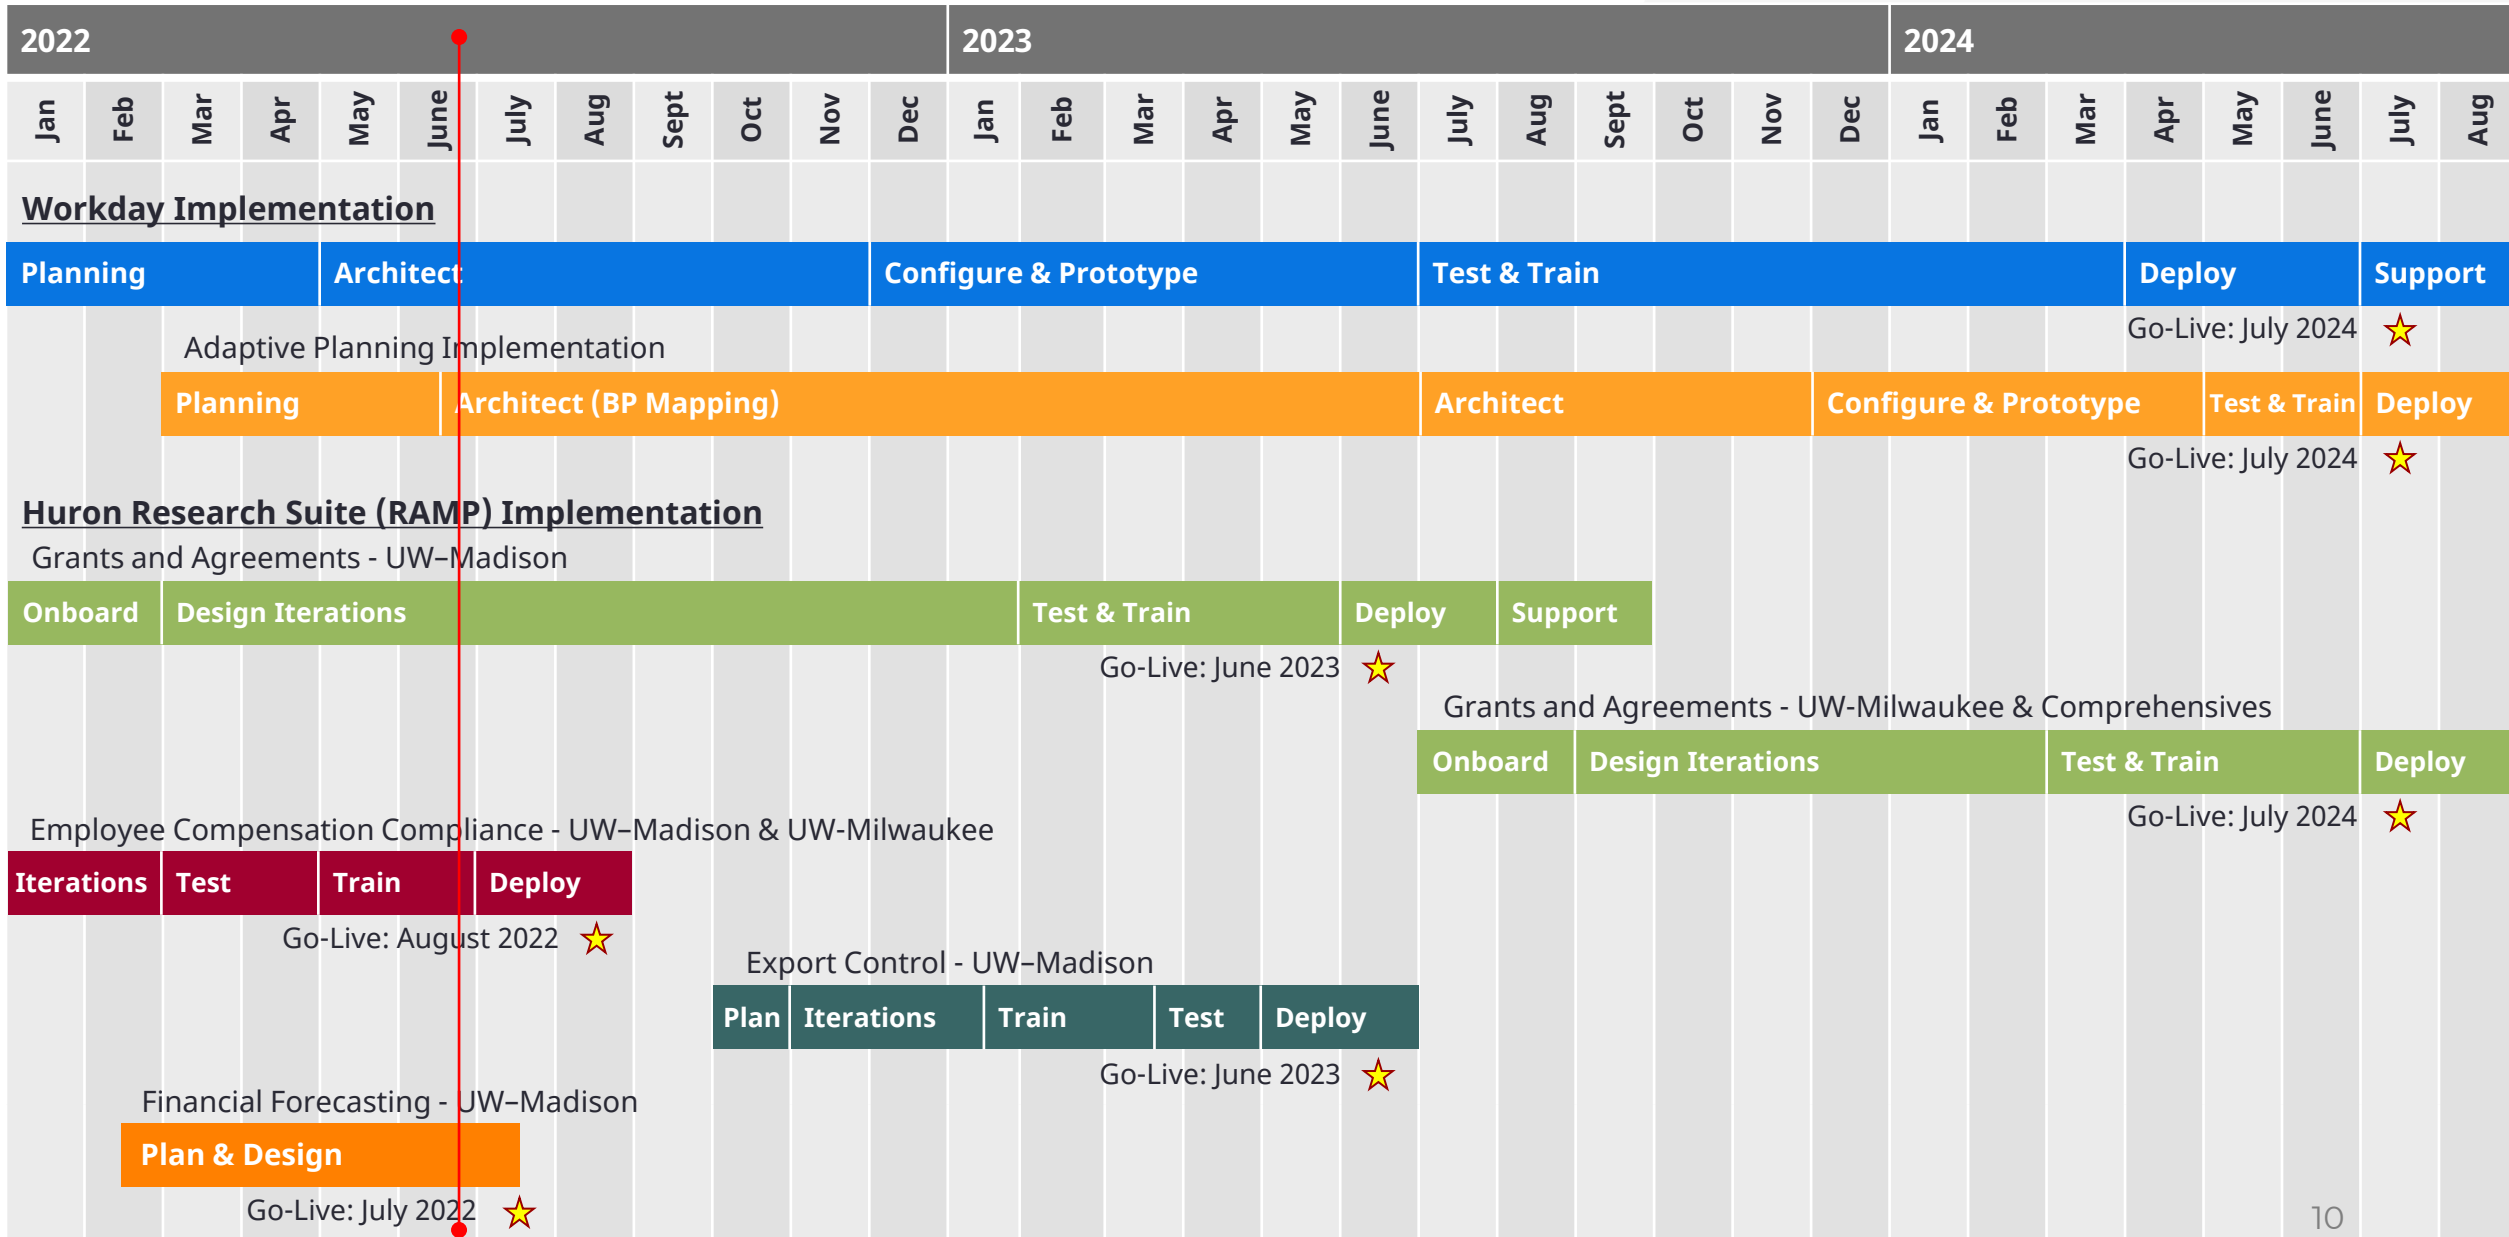 2022 2023 2024
Jan Feb Mar Apr May June July Aug Sept Oct Nov Dec Jan Feb Mar Apr May June July Aug Sept Oct Nov Dec Jan Feb Mar Apr May June July Aug
Workday Implementation
Planning Architect Configure & Prototype Test & Train Deploy Support
Go-Live: July 2024
Adaptive Planning Implementation
Planning Architect (BP Mapping) Architect Configure & Prototype Test & Train Deploy
Go-Live: July 2024
Huron Research Suite (RAMP) Implementation
Grants and Agreements - UW–Madison
Onboard Design Iterations Test & Train Deploy Support
Go-Live: June 2023
Grants and Agreements - UW-Milwaukee & Comprehensives
Onboard Design Iterations Test & Train Deploy
Go-Live: July 2024
Employee Compensation Compliance - UW–Madison & UW-Milwaukee
Iterations Test Train Deploy
Go-Live: August 2022
Export Control - UW–Madison
Plan Iterations Train Test Deploy
Go-Live: June 2023
Financial Forecasting - UW–Madison
Plan & Design
Go-Live: July 2022
10